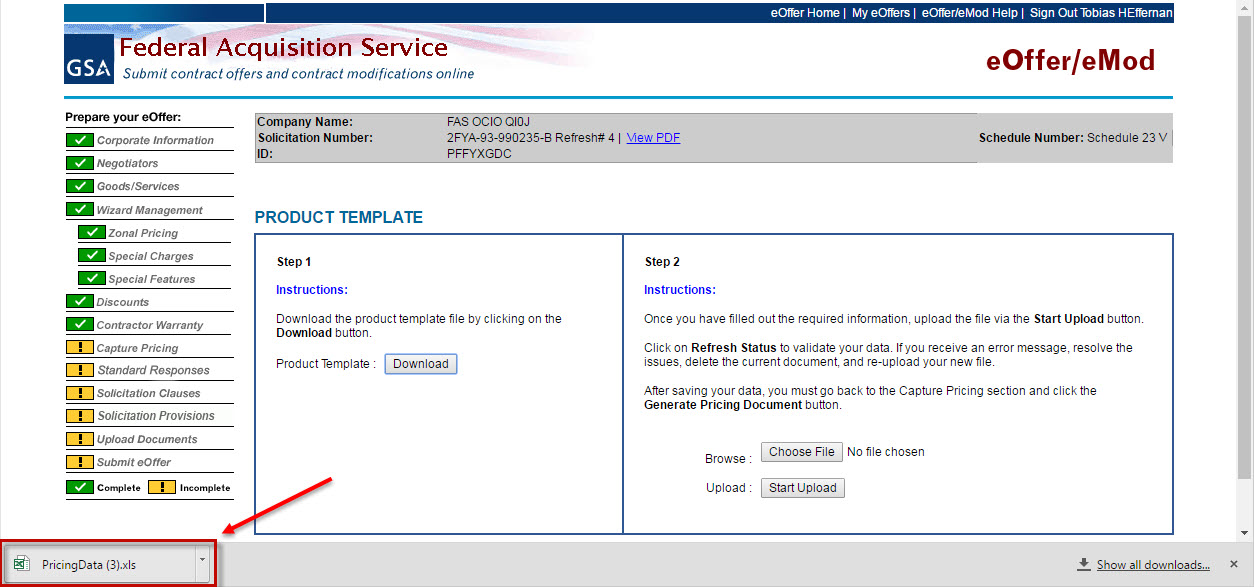 eOffer Home | My eOffers | eOffer/eMod Help | Sign Out Tobias HEffernan
GSA
Federal Acquisition Service
Submit contract offers and contract modifications online
eOffer/eMod
Prepare your eOffer:
Corporate Information
Negotiators
Goods/Services
Wizard Management
Zonal Pricing
Special Charges
Special Features
Discounts
Contractor Warranty
Capture Pricing
Standard Responses
Solicitation Clauses
Solicitation Provisions
Upload Documents
Submit eOffer
Complete ! Incomplete
Company Name: FAS OCIO QI0J
Solicitation Number: 2FYA-93-990235-B Refresh# 4 | View PDF
Schedule Number: Schedule 23 V
ID: PFFYXGDC
PRODUCT TEMPLATE
Step 1
Instructions:
Download the product template file by clicking on the
Download button.
Product Template : Download
Step 2
Instructions:
Once you have filled out the required information, upload the file via the Start Upload button.
Click on Refresh Status to validate your data. If you receive an error message, resolve the
issues, delete the current document, and re-upload your new file.
After saving your data, you must go back to the Capture Pricing section and click the
Generate Pricing Document button.
Browse : Choose File No file chosen
Upload : Start Upload
PricingData (3).xls
Show all downloads...